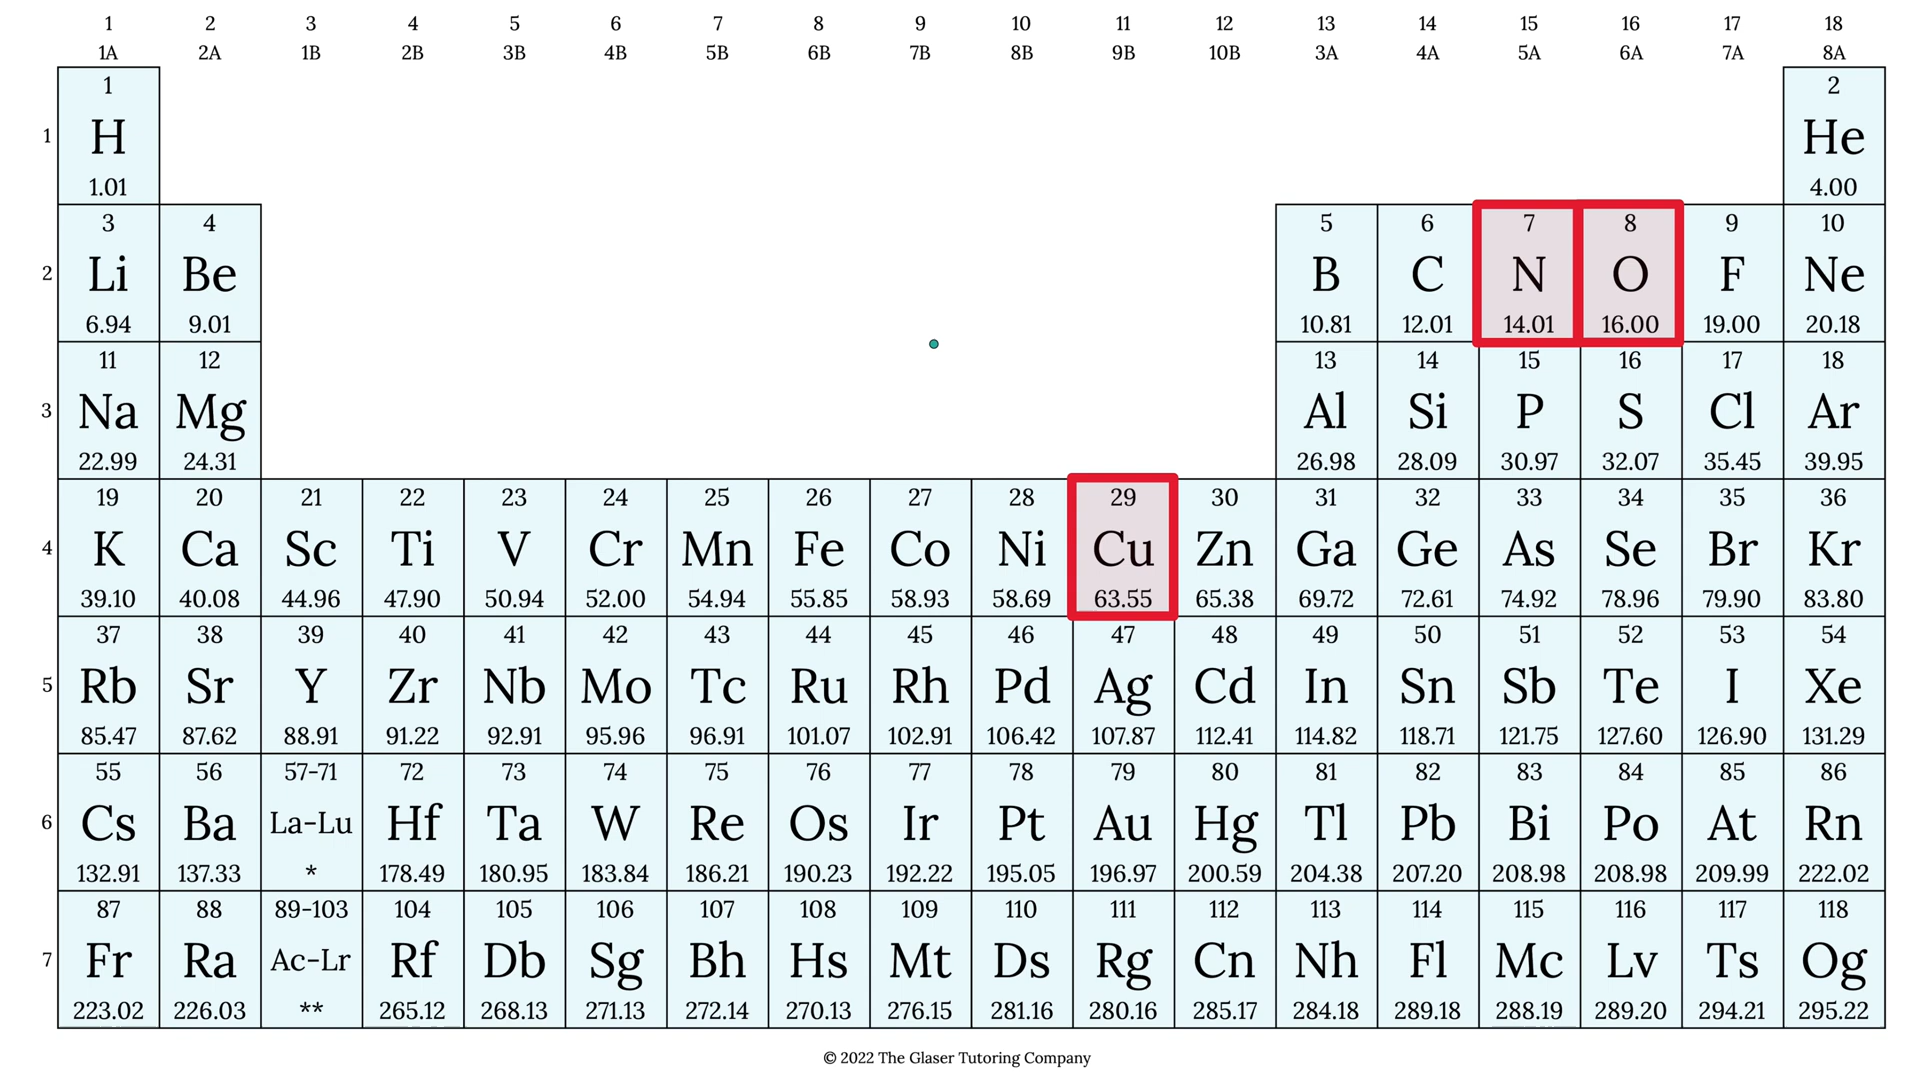 1 2 3 4 5 6 7 8 9 10 11 12 13 14 15 16 17 18
1A 2A 1B 2B 3B 4B 5B 6B 7B 8B 9B 10B 3A 4A 5A 6A 7A 8A
1 2
1 H He
1.01 4.00
3 4 5 6 7 8 9 10
2 Li Be B C N O F Ne
6.94 9.01 10.81 12.01 14.01 16.00 19.00 20.18
11 12 13 14 15 16 17 18
3 Na Mg Al Si P S Cl Ar
22.99 24.31 26.98 28.09 30.97 32.07 35.45 39.95
19 20 21 22 23 24 25 26 27 28 29 30 31 32 33 34 35 36
4 K Ca Sc Ti V Cr Mn Fe Co Ni Cu Zn Ga Ge As Se Br Kr
39.10 40.08 44.96 47.90 50.94 52.00 54.94 55.85 58.93 58.69 63.55 65.38 69.72 72.61 74.92 78.96 79.90 83.80
37 38 39 40 41 42 43 44 45 46 47 48 49 50 51 52 53 54
5 Rb Sr Y Zr Nb Mo Tc Ru Rh Pd Ag Cd In Sn Sb Te I Xe
85.47 87.62 88.91 91.22 92.91 95.96 96.91 101.07 102.91 106.42 107.87 112.41 114.82 118.71 121.75 127.60 126.90 131.29
55 56 57-71 72 73 74 75 76 77 78 79 80 81 82 83 84 85 86
6 Cs Ba La-Lu Hf Ta W Re Os Ir Pt Au Hg Tl Pb Bi Po At Rn
132.91 137.33 * 178.49 180.95 183.84 186.21 190.23 192.22 195.05 196.97 200.59 204.38 207.20 208.98 208.98 209.99 222.02
87 88 89-103 104 105 106 107 108 109 110 111 112 113 114 115 116 117 118
7 Fr Ra Ac-Lr Rf Db Sg Bh Hs Mt Ds Rg Cn Nh Fl Mc Lv Ts Og
223.02 226.03 ** 265.12 268.13 271.13 272.14 270.13 276.15 281.16 280.16 285.17 284.18 289.18 288.19 289.20 294.21 295.22
© 2022 The Glaser Tutoring Company